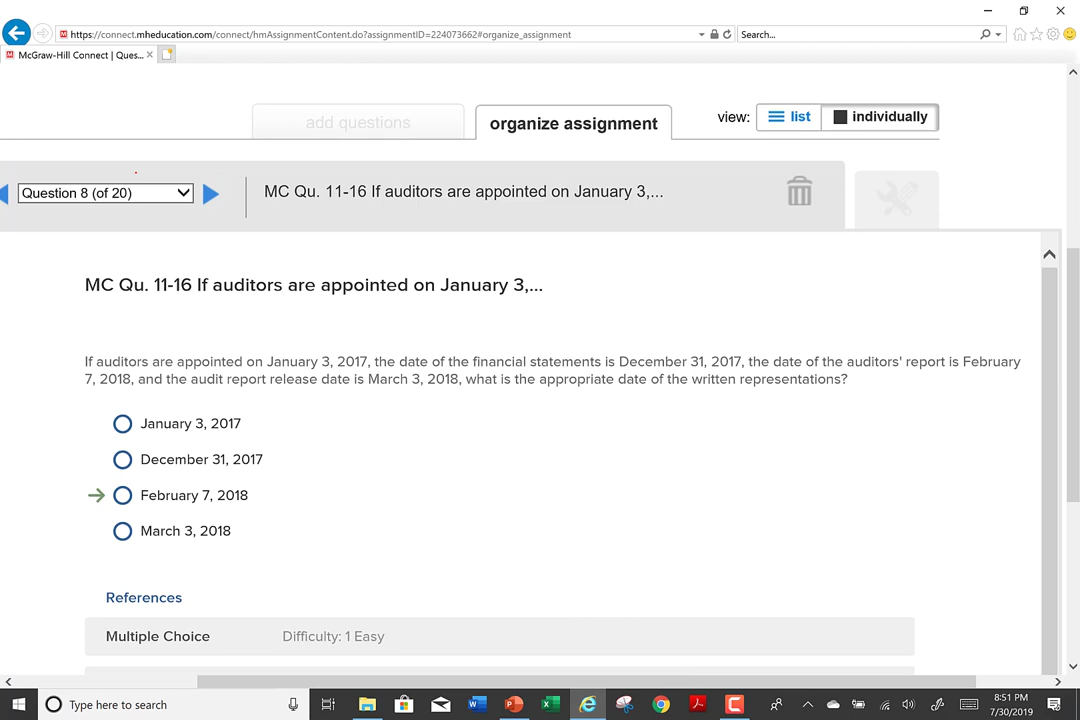 https://connect.mheducation.com/connect/hmAssignmentContent.do?assignmentID=224073662#organize_assignment
Search...
McGraw-Hill Connect | Ques...
add questions
organize assignment
view:
list
individually
Question 8 (of 20)
MC Qu. 11-16 If auditors are appointed on January 3,...
MC Qu. 11-16 If auditors are appointed on January 3,...
If auditors are appointed on January 3, 2017, the date of the financial statements is December 31, 2017, the date of the auditors' report is February
7, 2018, and the audit report release date is March 3, 2018, what is the appropriate date of the written representations?
January 3, 2017
December 31, 2017
February 7, 2018
March 3, 2018
References
Multiple Choice
Difficulty: 1 Easy
Type here to search
8:51 PM
7/30/2019